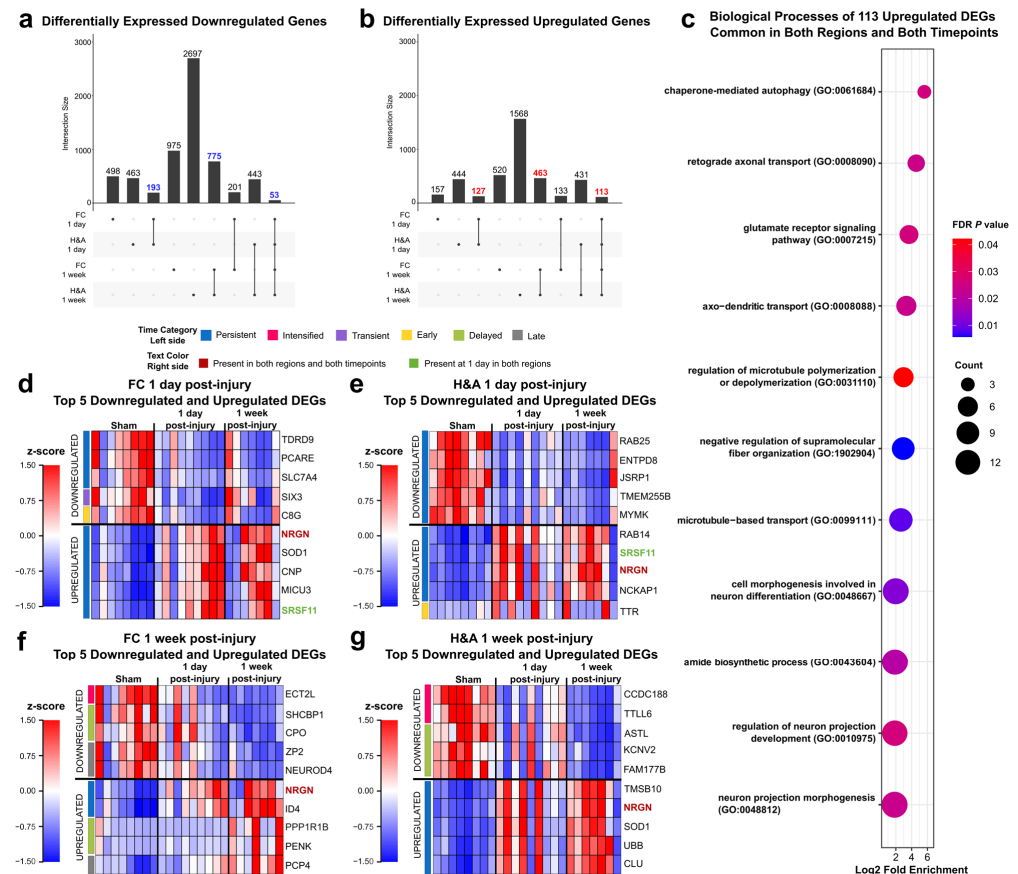 a Differentially Expressed Downregulated Genes
Intersection Size
3000
2000
1000
0
498
463
193
975
2697
775
201
443
53
FC
1 day
H&A
1 day
FC
1 week
H&A
1 week
b Differentially Expressed Upregulated Genes
Intersection Size
3000
2000
1000
0
157
444
127
520
1568
463
133
431
113
FC
1 day
H&A
1 day
FC
1 week
H&A
1 week
c Biological Processes of 113 Upregulated DEGs
Common in Both Regions and Both Timepoints
chaperone-mediated autophagy (GO:0061684)
retograde axonal transport (GO:0008090)
glutamate receptor signaling
pathway (GO:0007215)
axo-dendritic transport (GO:0008088)
regulation of microtubule polymerization
or depolymerization (GO:0031110)
negative regulation of supramolecular
fiber organization (GO:1902904)
microtubule-based transport (GO:0099111)
cell morphogenesis involved in
neuron differentiation (GO:0048667)
amide biosynthetic process (GO:0043604)
regulation of neuron projection
development (GO:0010975)
neuron projection morphogenesis
(GO:0048812)
2 4 6
Log2 Fold Enrichment
FDR P value
0.04
0.03
0.02
0.01
Count
3
6
9
12
Time Category
Left side
Persistent
Intensified
Transient
Early
Delayed
Late
Text Color
Right side
Present in both regions and both timepoints
Present at 1 day in both regions
d FC 1 day post-injury
Top 5 Downregulated and Upregulated DEGs
Sham
1 day
post-injury
1 week
post-injury
z-score
1.50
0.75
0.00
−0.75
−1.50
DOWNREGULATED
UPREGULATED
TDRD9
PCARE
SLC7A4
SIX3
C8G
NRGN
SOD1
CNP
MICU3
SRSF11
e H&A 1 day post-injury
Top 5 Downregulated and Upregulated DEGs
Sham
1 day
post-injury
1 week
post-injury
z-score
1.50
0.75
0.00
−0.75
−1.50
DOWNREGULATED
UPREGULATED
RAB25
ENTPD8
JSRP1
TMEM255B
MYMK
RAB14
SRSF11
NRGN
NCKAP1
TTR
f FC 1 week post-injury
Top 5 Downregulated and Upregulated DEGs
Sham
1 day
post-injury
1 week
post-injury
z-score
1.50
0.75
0.00
−0.75
−1.50
DOWNREGULATED
UPREGULATED
ECT2L
SHCBP1
CPO
ZP2
NEUROD4
NRGN
ID4
PPP1R1B
PENK
PCP4
g H&A 1 week post-injury
Top 5 Downregulated and Upregulated DEGs
Sham
1 day
post-injury
1 week
post-injury
z-score
1.50
0.75
0.00
−0.75
−1.50
DOWNREGULATED
UPREGULATED
CCDC188
TTLL6
ASTL
KCNV2
FAM177B
TMSB10
NRGN
SOD1
UBB
CLU